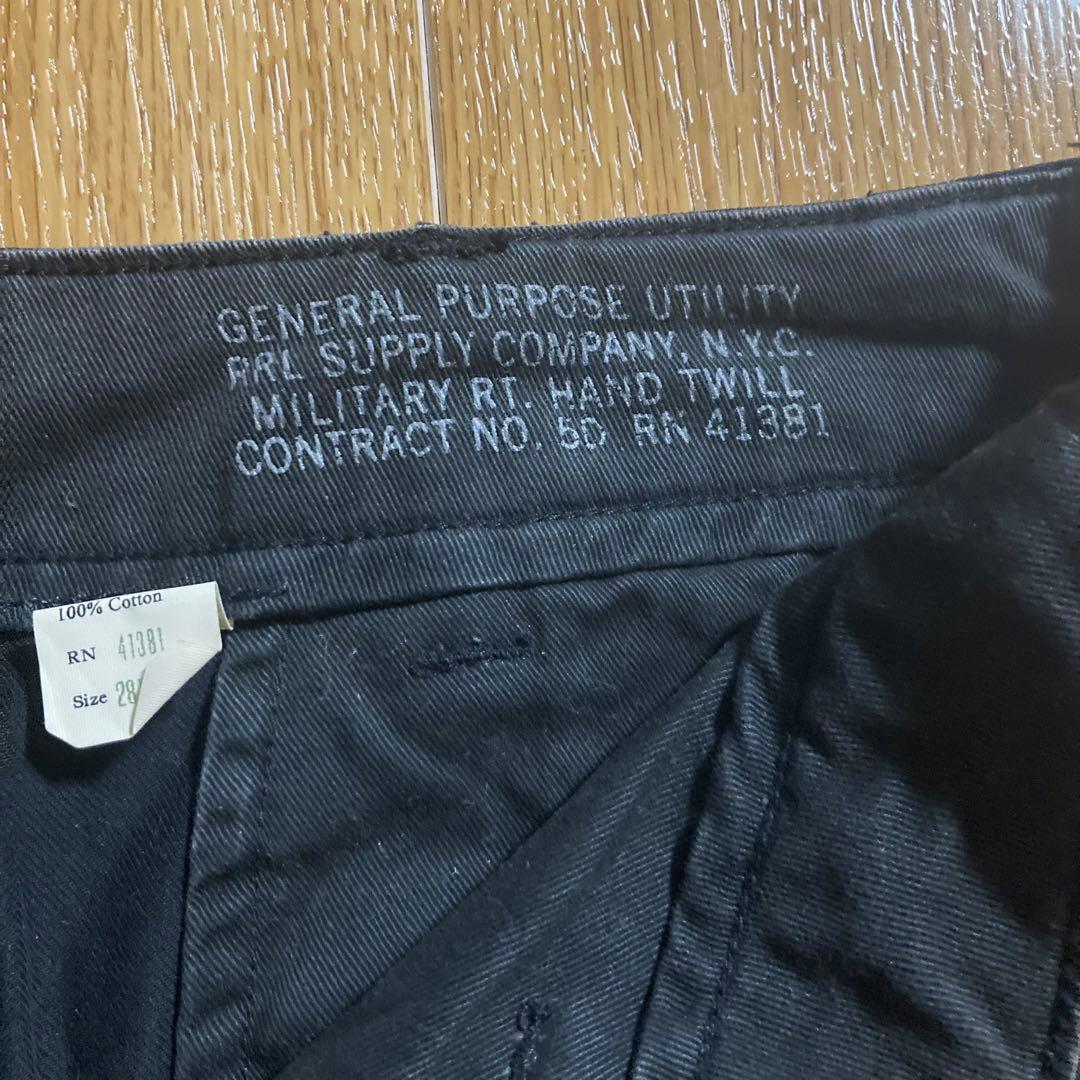 GENERAL PURPOSE UTILITY
RRL SUPPLY COMPANY, N.Y.C.
MILITARY RT. HAND TWILL
CONTRACT NO. 5D RN 41381
100% Cotton
RN 41381
Size 28